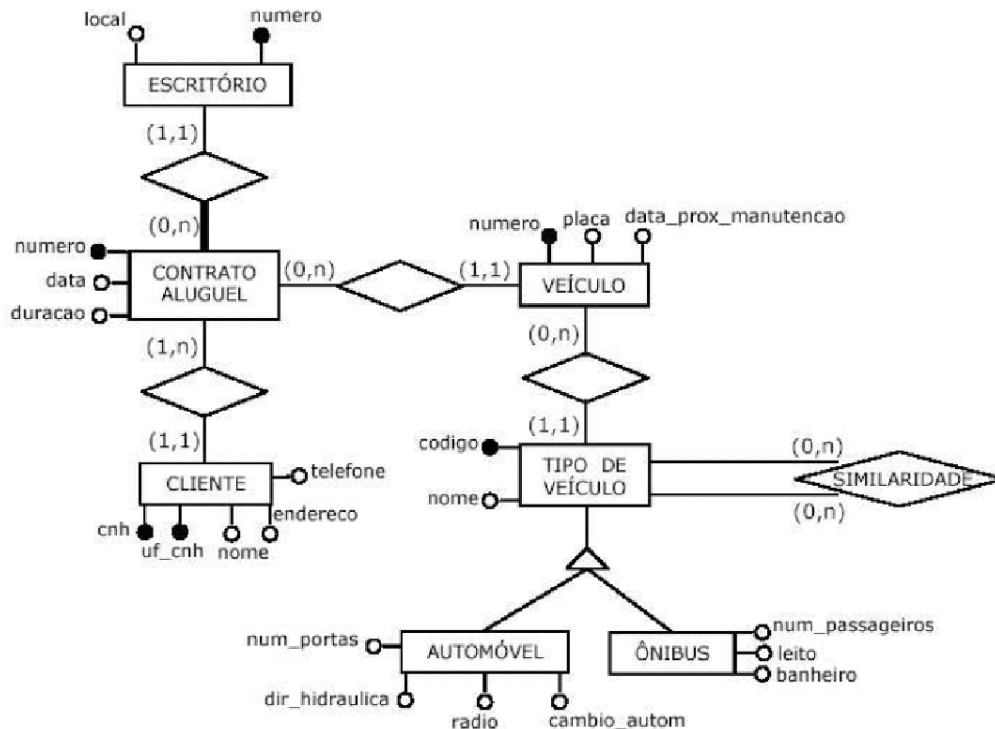 local
numero
ESCRITÓRIO
(1,1)
(0,n)
numero
data
duracao
CONTRATO
ALUGUEL
(0,n)
(1,1)
numero
placa
data_prox_manutencao
VEÍCULO
(1,n)
(1,1)
CLIENTE
telefone
endereco
cnh
uf_cnh
nome
(0,n)
(1,1)
codigo
nome
TIPO DE
VEÍCULO
(0,n)
SIMILARIDADE
(0,n)
num_portas
AUTOMÓVEL
dir_hidraulica
radio
cambio_autom
ÔNIBUS
num_passageiros
leito
banheiro